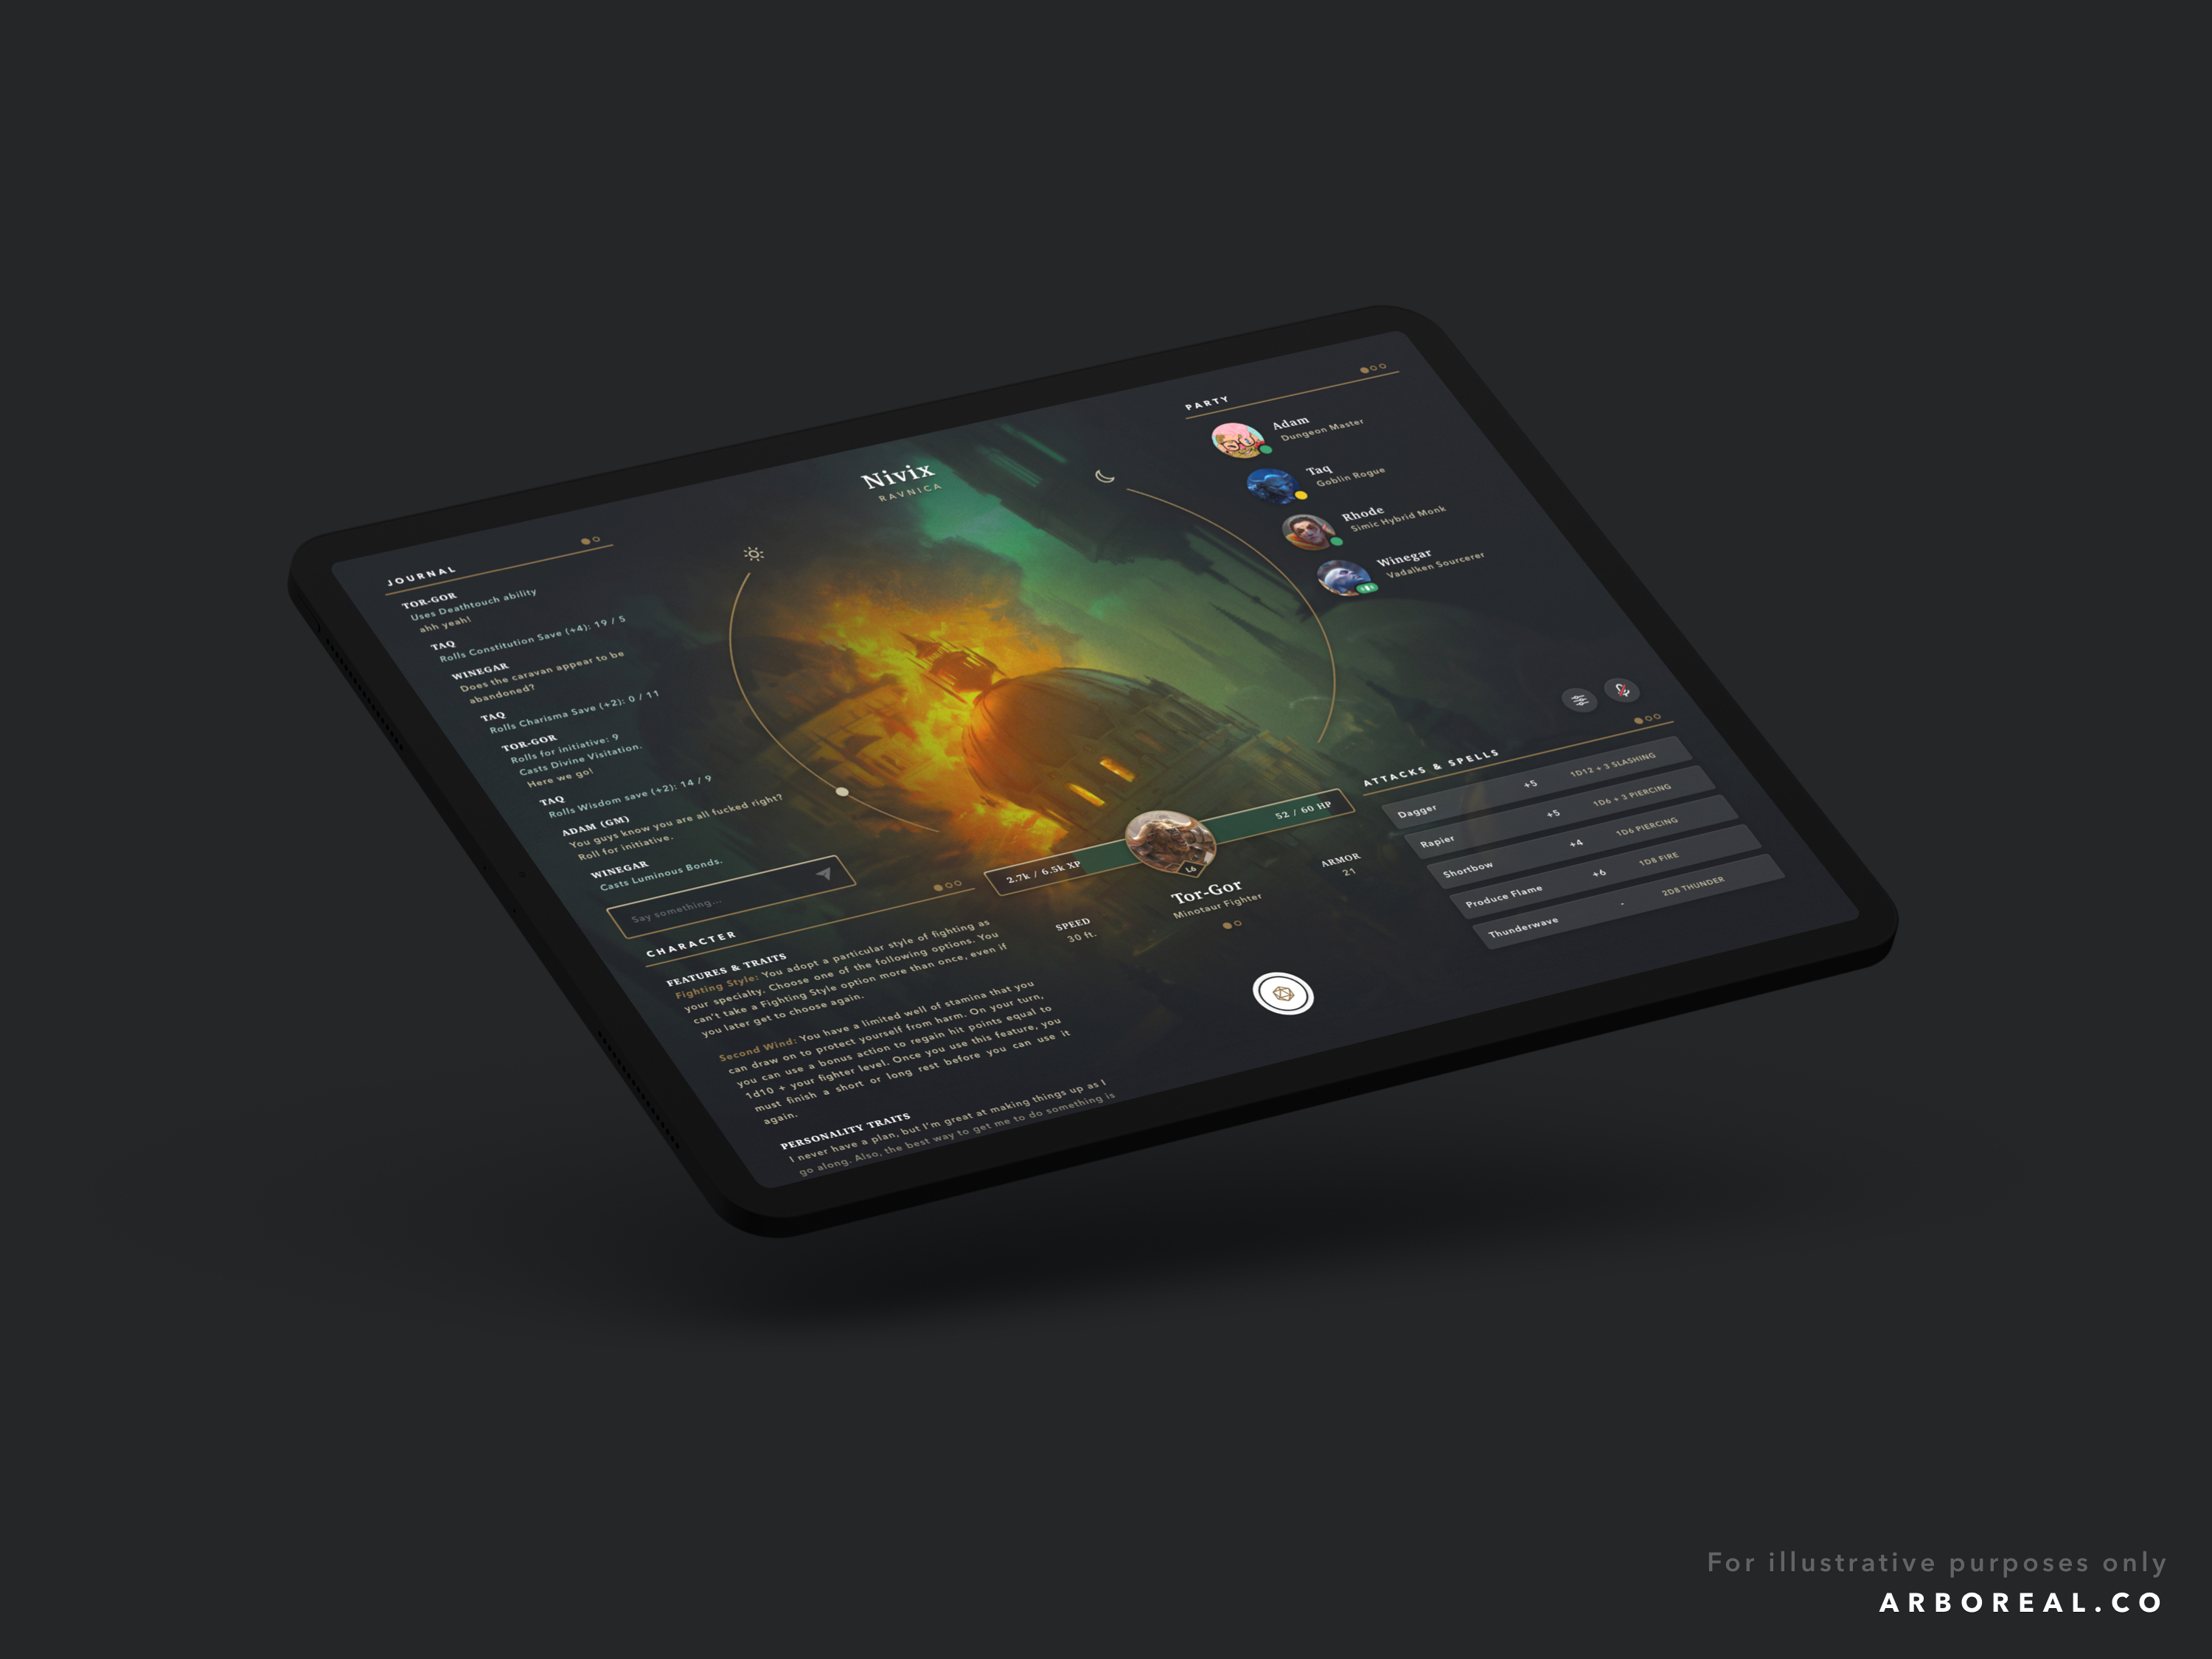 Nivix
RAVNICA
JOURNAL
TOR-GOR
Uses Deathtouch ability
ahh yeah!
TAQ
Rolls Constitution Save (+4): 19 / 5
WINEGAR
Does the caravan appear to be
abandoned?
TAQ
Rolls Charisma Save (+2): 0 / 11
TOR-GOR
Rolls for initiative: 9
Casts Divine Visitation.
Here we go!
TAQ
Rolls Wisdom save (+2): 14 / 9
ADAM (GM)
You guys know you are all fucked right?
Roll for initiative.
WINEGAR
Casts Luminous Bonds.
Say something...
CHARACTER
FEATURES & TRAITS
Fighting Style: You adopt a particular style of fighting as
your specialty. Choose one of the following options. You
can't take a Fighting Style option more than once, even if
you later get to choose again.
Second Wind: You have a limited well of stamina that you
can draw on to protect yourself from harm. On your turn,
you can use a bonus action to regain hit points equal to
1d10 + your fighter level. Once you use this feature, you
must finish a short or long rest before you can use it
again.
PERSONALITY TRAITS
I never have a plan, but I'm great at making things up as I
go along. Also, the best way to get me to do something is
PARTY
Adam
Dungeon Master
Taq
Goblin Rogue
Rhode
Simic Hybrid Monk
Winegar
Vadalken Sourcerer
2.7k / 6.5k XP
52 / 60 HP
L6
Tor-Gor
Minotaur Fighter
SPEED
30 ft.
ARMOR
21
ATTACKS & SPELLS
Dagger +5 1D12 + 3 SLASHING
Rapier +5 1D6 + 3 PIERCING
Shortbow +4 1D6 PIERCING
Produce Flame +6 1D8 FIRE
Thunderwave - 2D8 THUNDER
For illustrative purposes only
ARBOREAL.CO